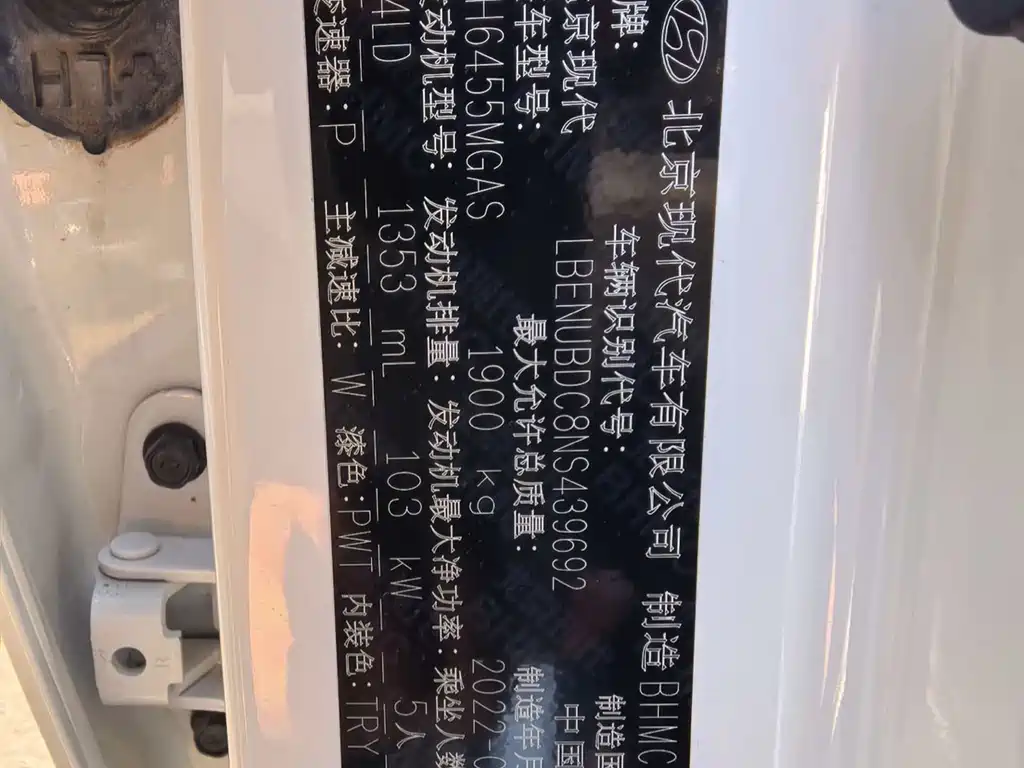 北京现代汽车有限公司 制造 BHMC
牌: 车辆识别代号: 制造国
京现代 LBENUBDC8NS439692 中国
车型号: 最大允许总质量: 制造年月
H6455MGAS 1900 kg 2022-0
发动机型号: 发动机排量: 发动机最大净功率: 乘坐人数
4LD 1353 mL 103 kW 5人
变速器: P 主减速比: W 漆色: PWT 内装色: TRY